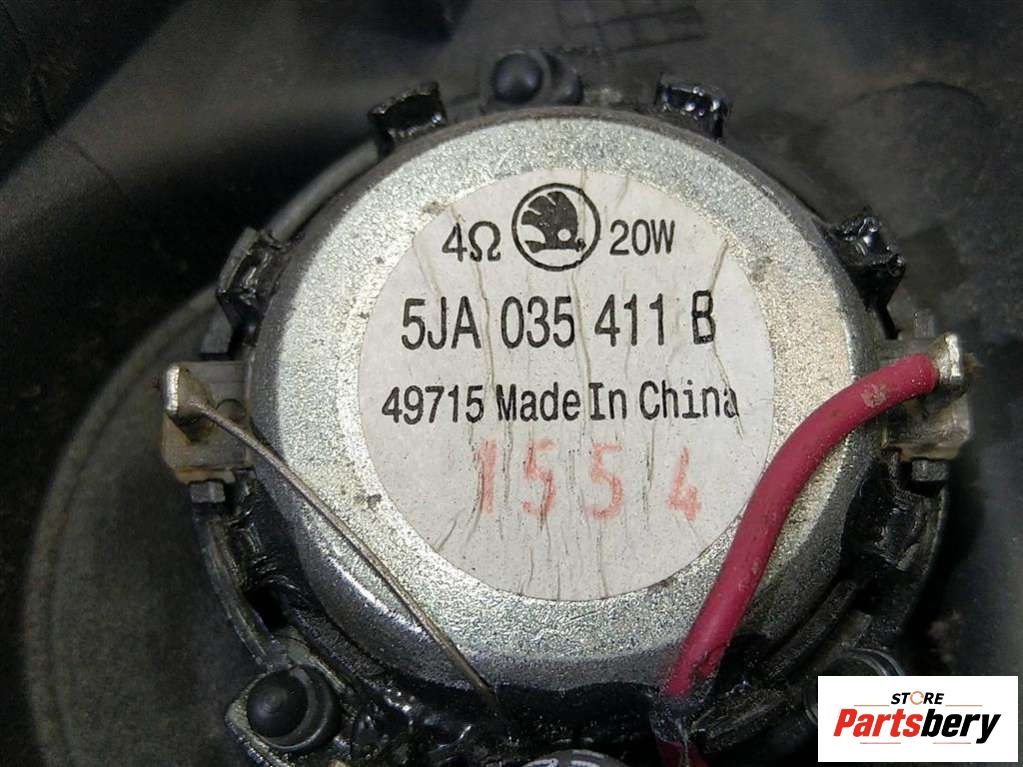 4Ω 20W
5JA 035 411 B
49715 Made In China
1554
STORE
Partsbery